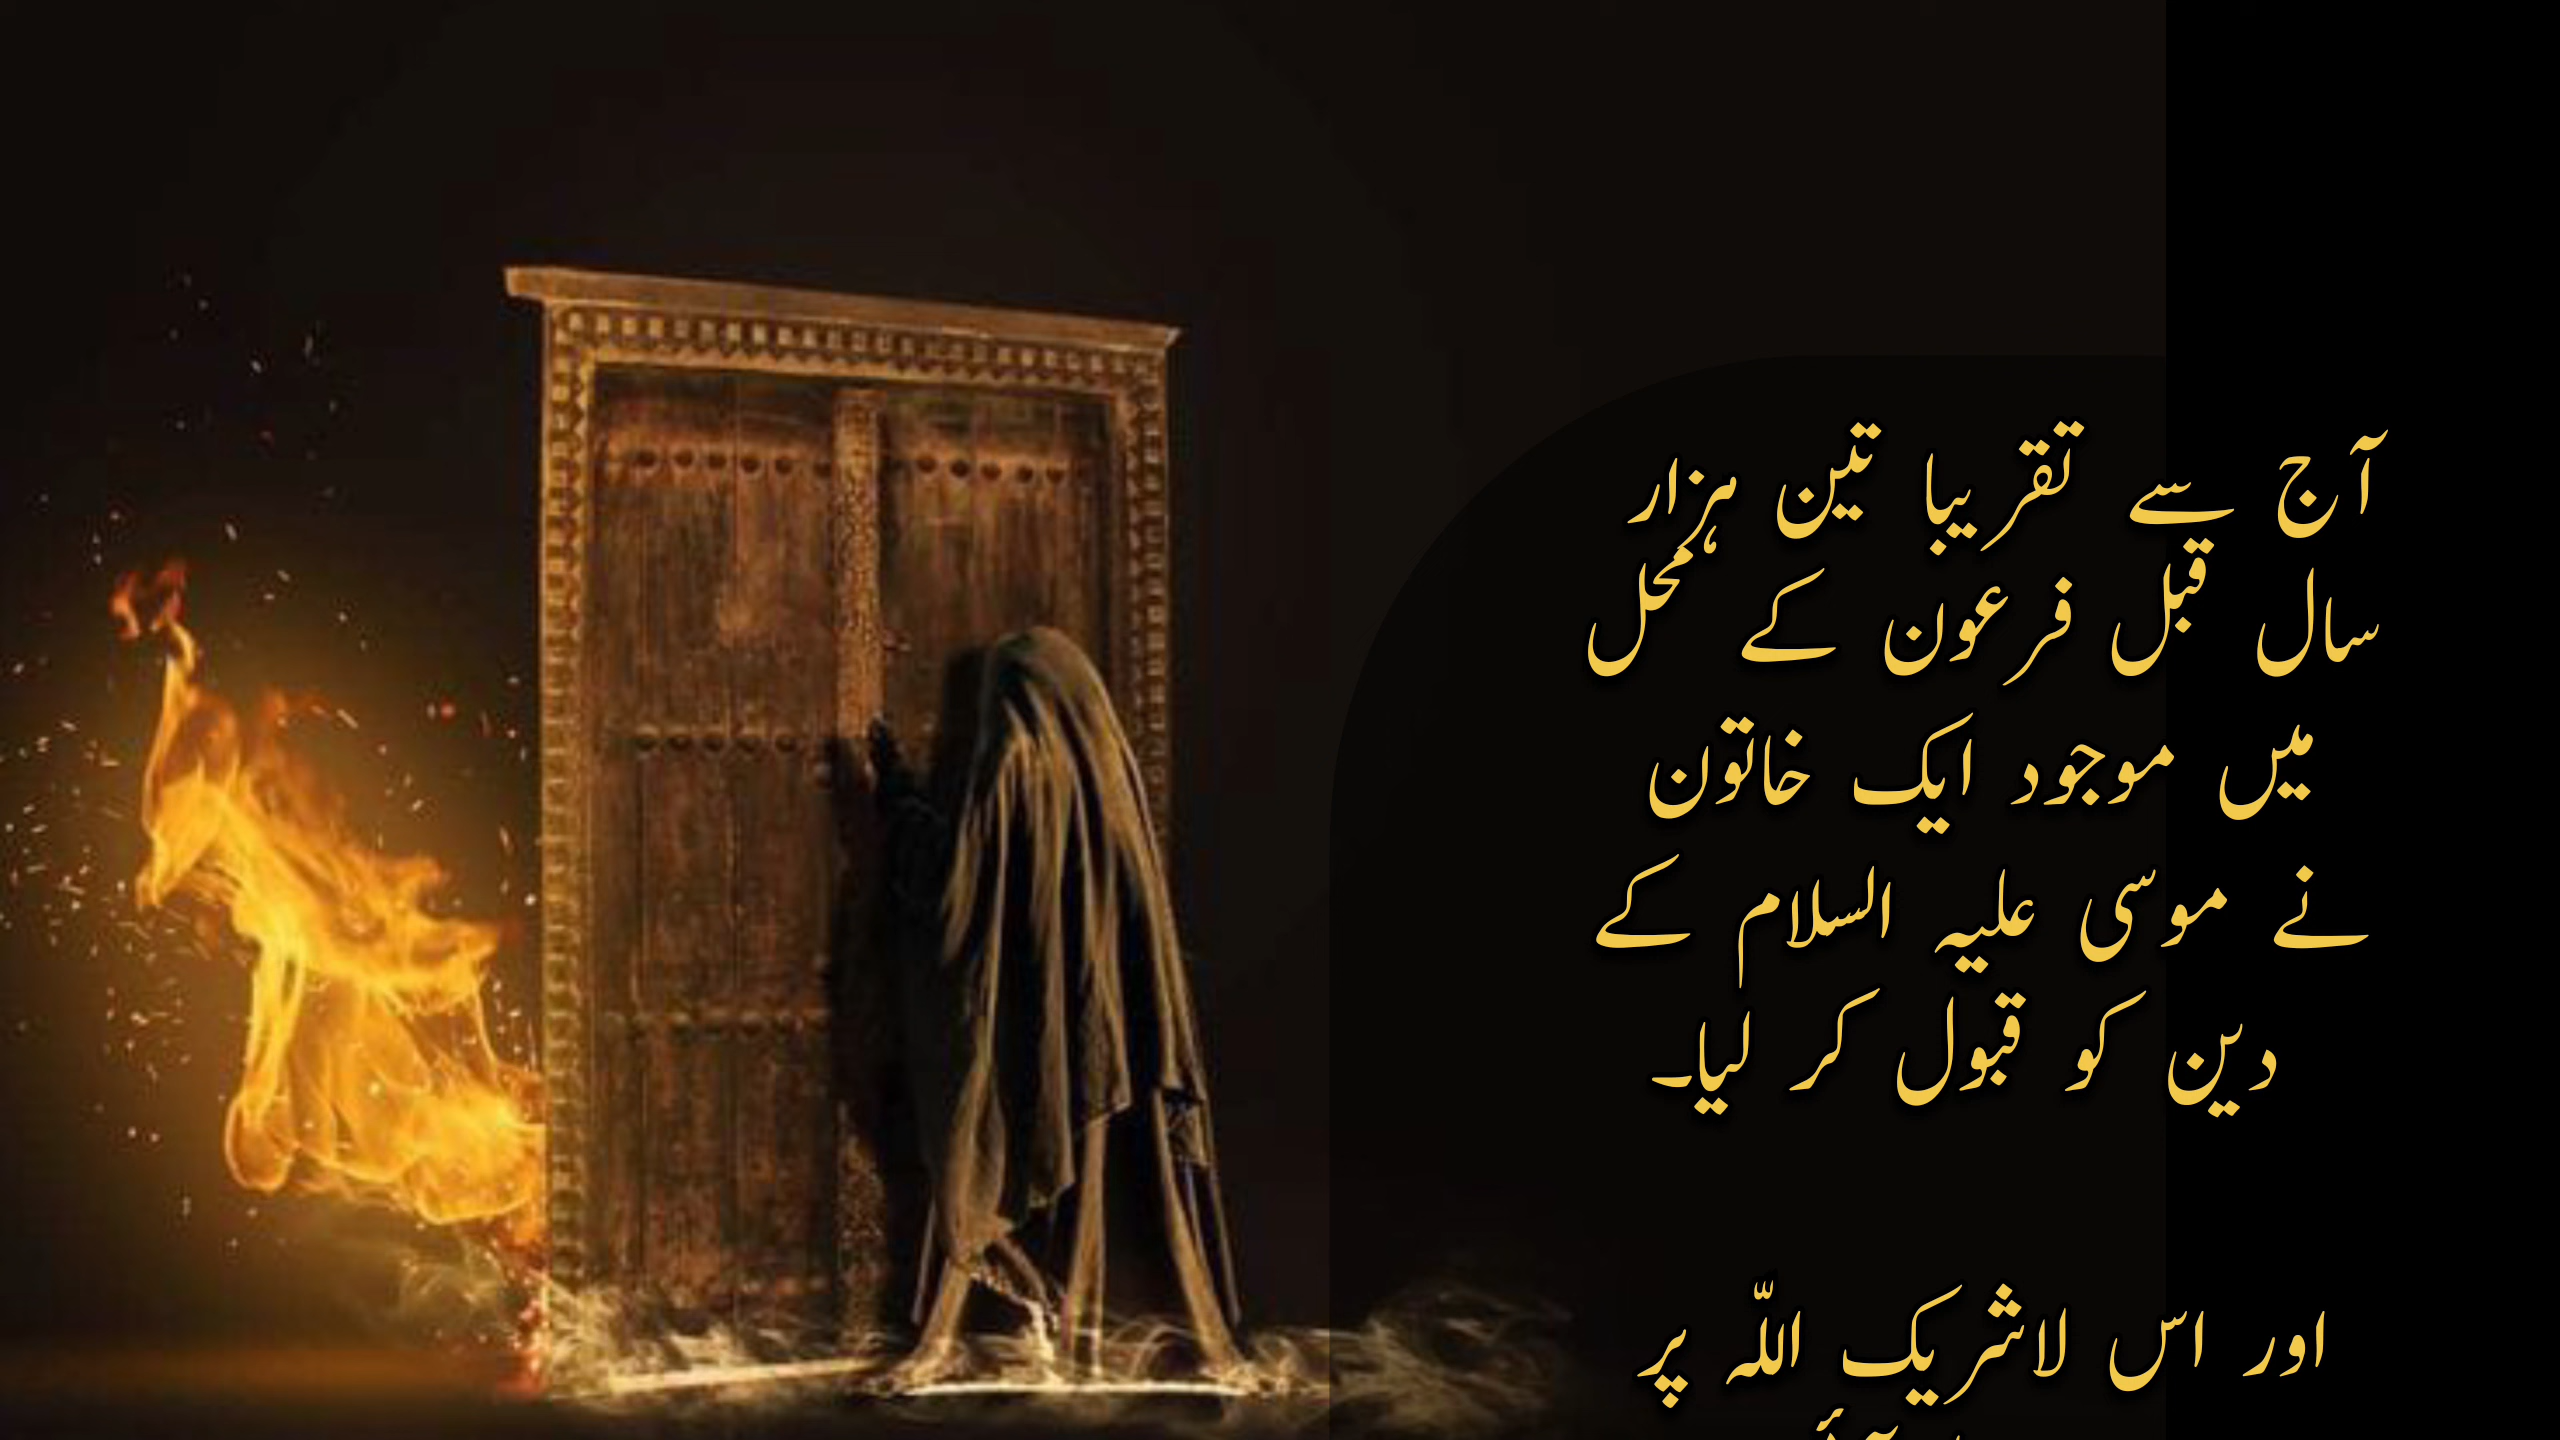 آج سے تقریبا تین ہزار
سال قبل فرعون کے محل
میں موجود ایک خاتون
نے موسی علیہ السلام کے
دین کو قبول کر لیا۔
اور اس لاشریک اللّہ پر